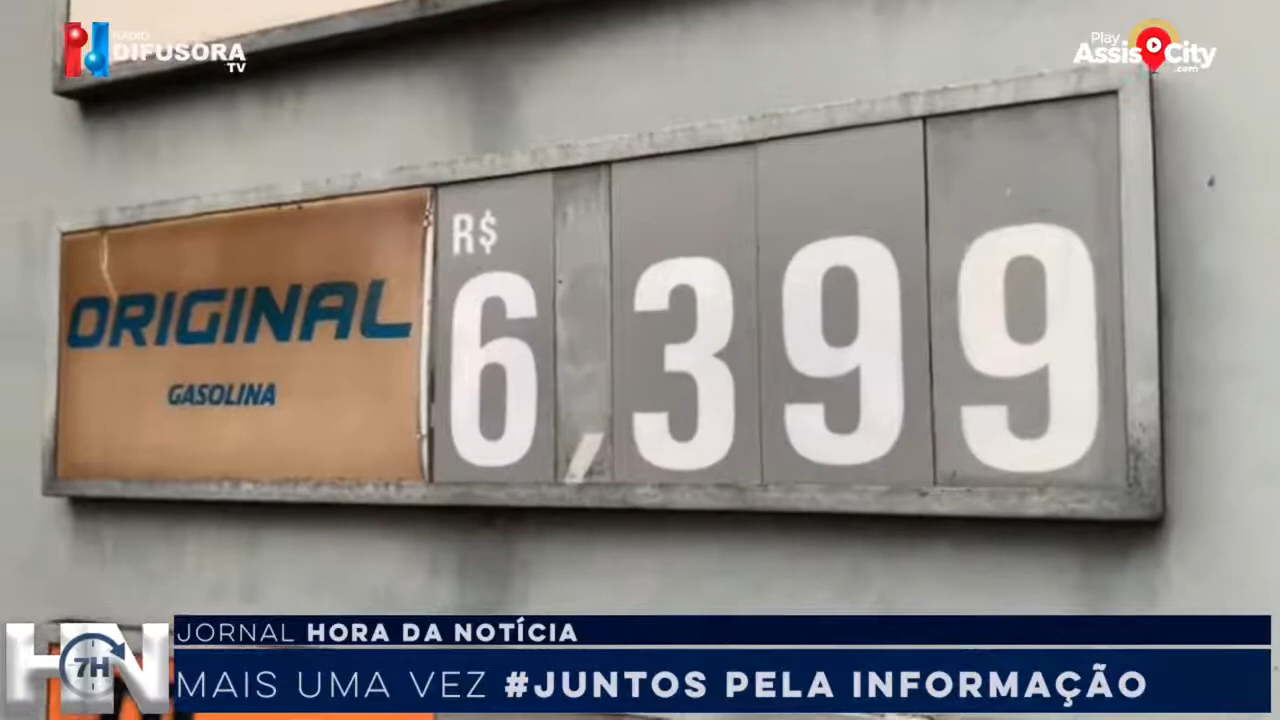 RÁDIO
DIFUSORA
TV
Play
AssisCity
.com
ORIGINAL
GASOLINA
R$
6,399
HN
7H
JORNAL HORA DA NOTÍCIA
MAIS UMA VEZ #JUNTOS PELA INFORMAÇÃO